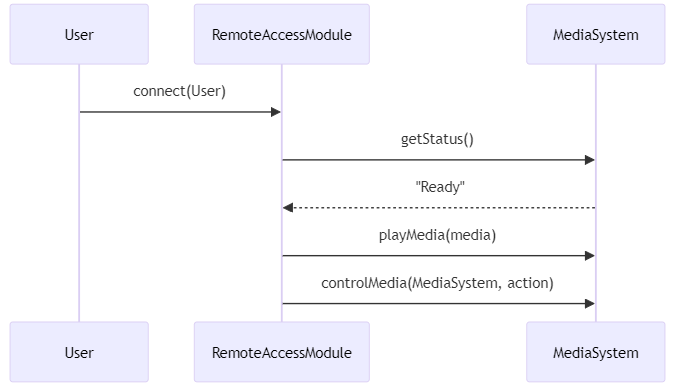 User
RemoteAccessModule
MediaSystem
connect(User)
getStatus()
"Ready"
playMedia(media)
controlMedia(MediaSystem, action)
User
RemoteAccessModule
MediaSystem